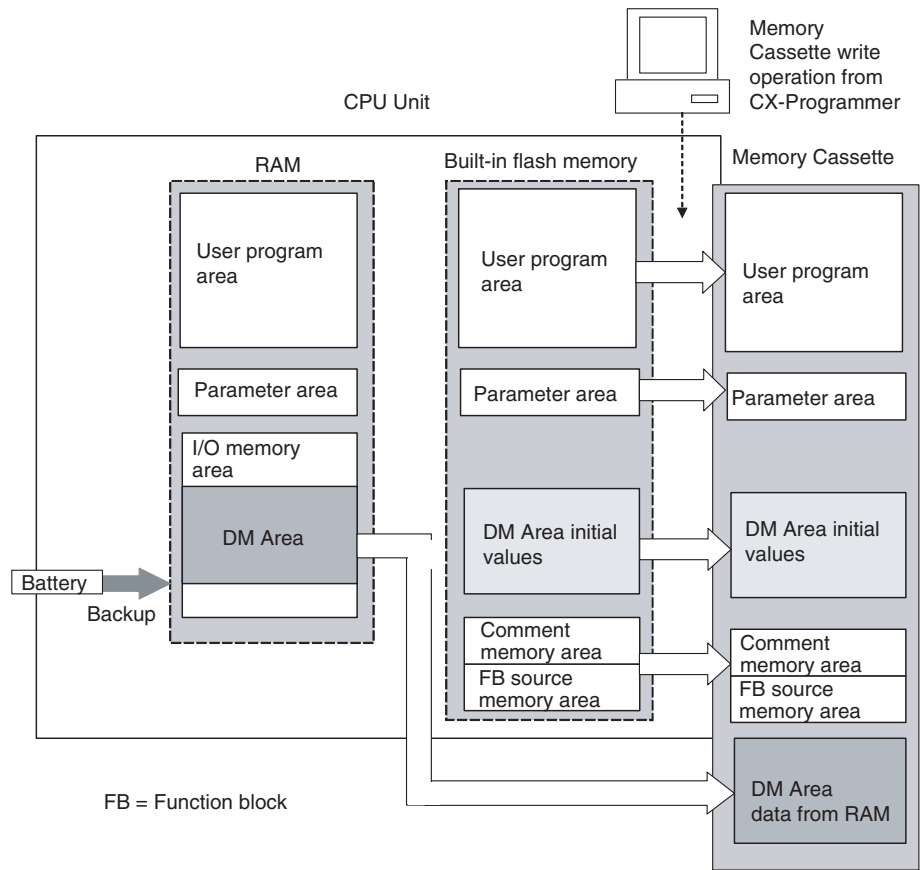 Memory
Cassette write
operation from
CX-Programmer
CPU Unit
RAM
Built-in flash memory
Memory Cassette
User program
area
User program
area
User program
area
Parameter area
Parameter area
Parameter area
I/O memory
area
DM Area
DM Area initial
values
DM Area initial
values
Battery
Backup
Comment
memory area
FB source
memory area
Comment
memory area
FB source
memory area
DM Area
data from RAM
FB = Function block